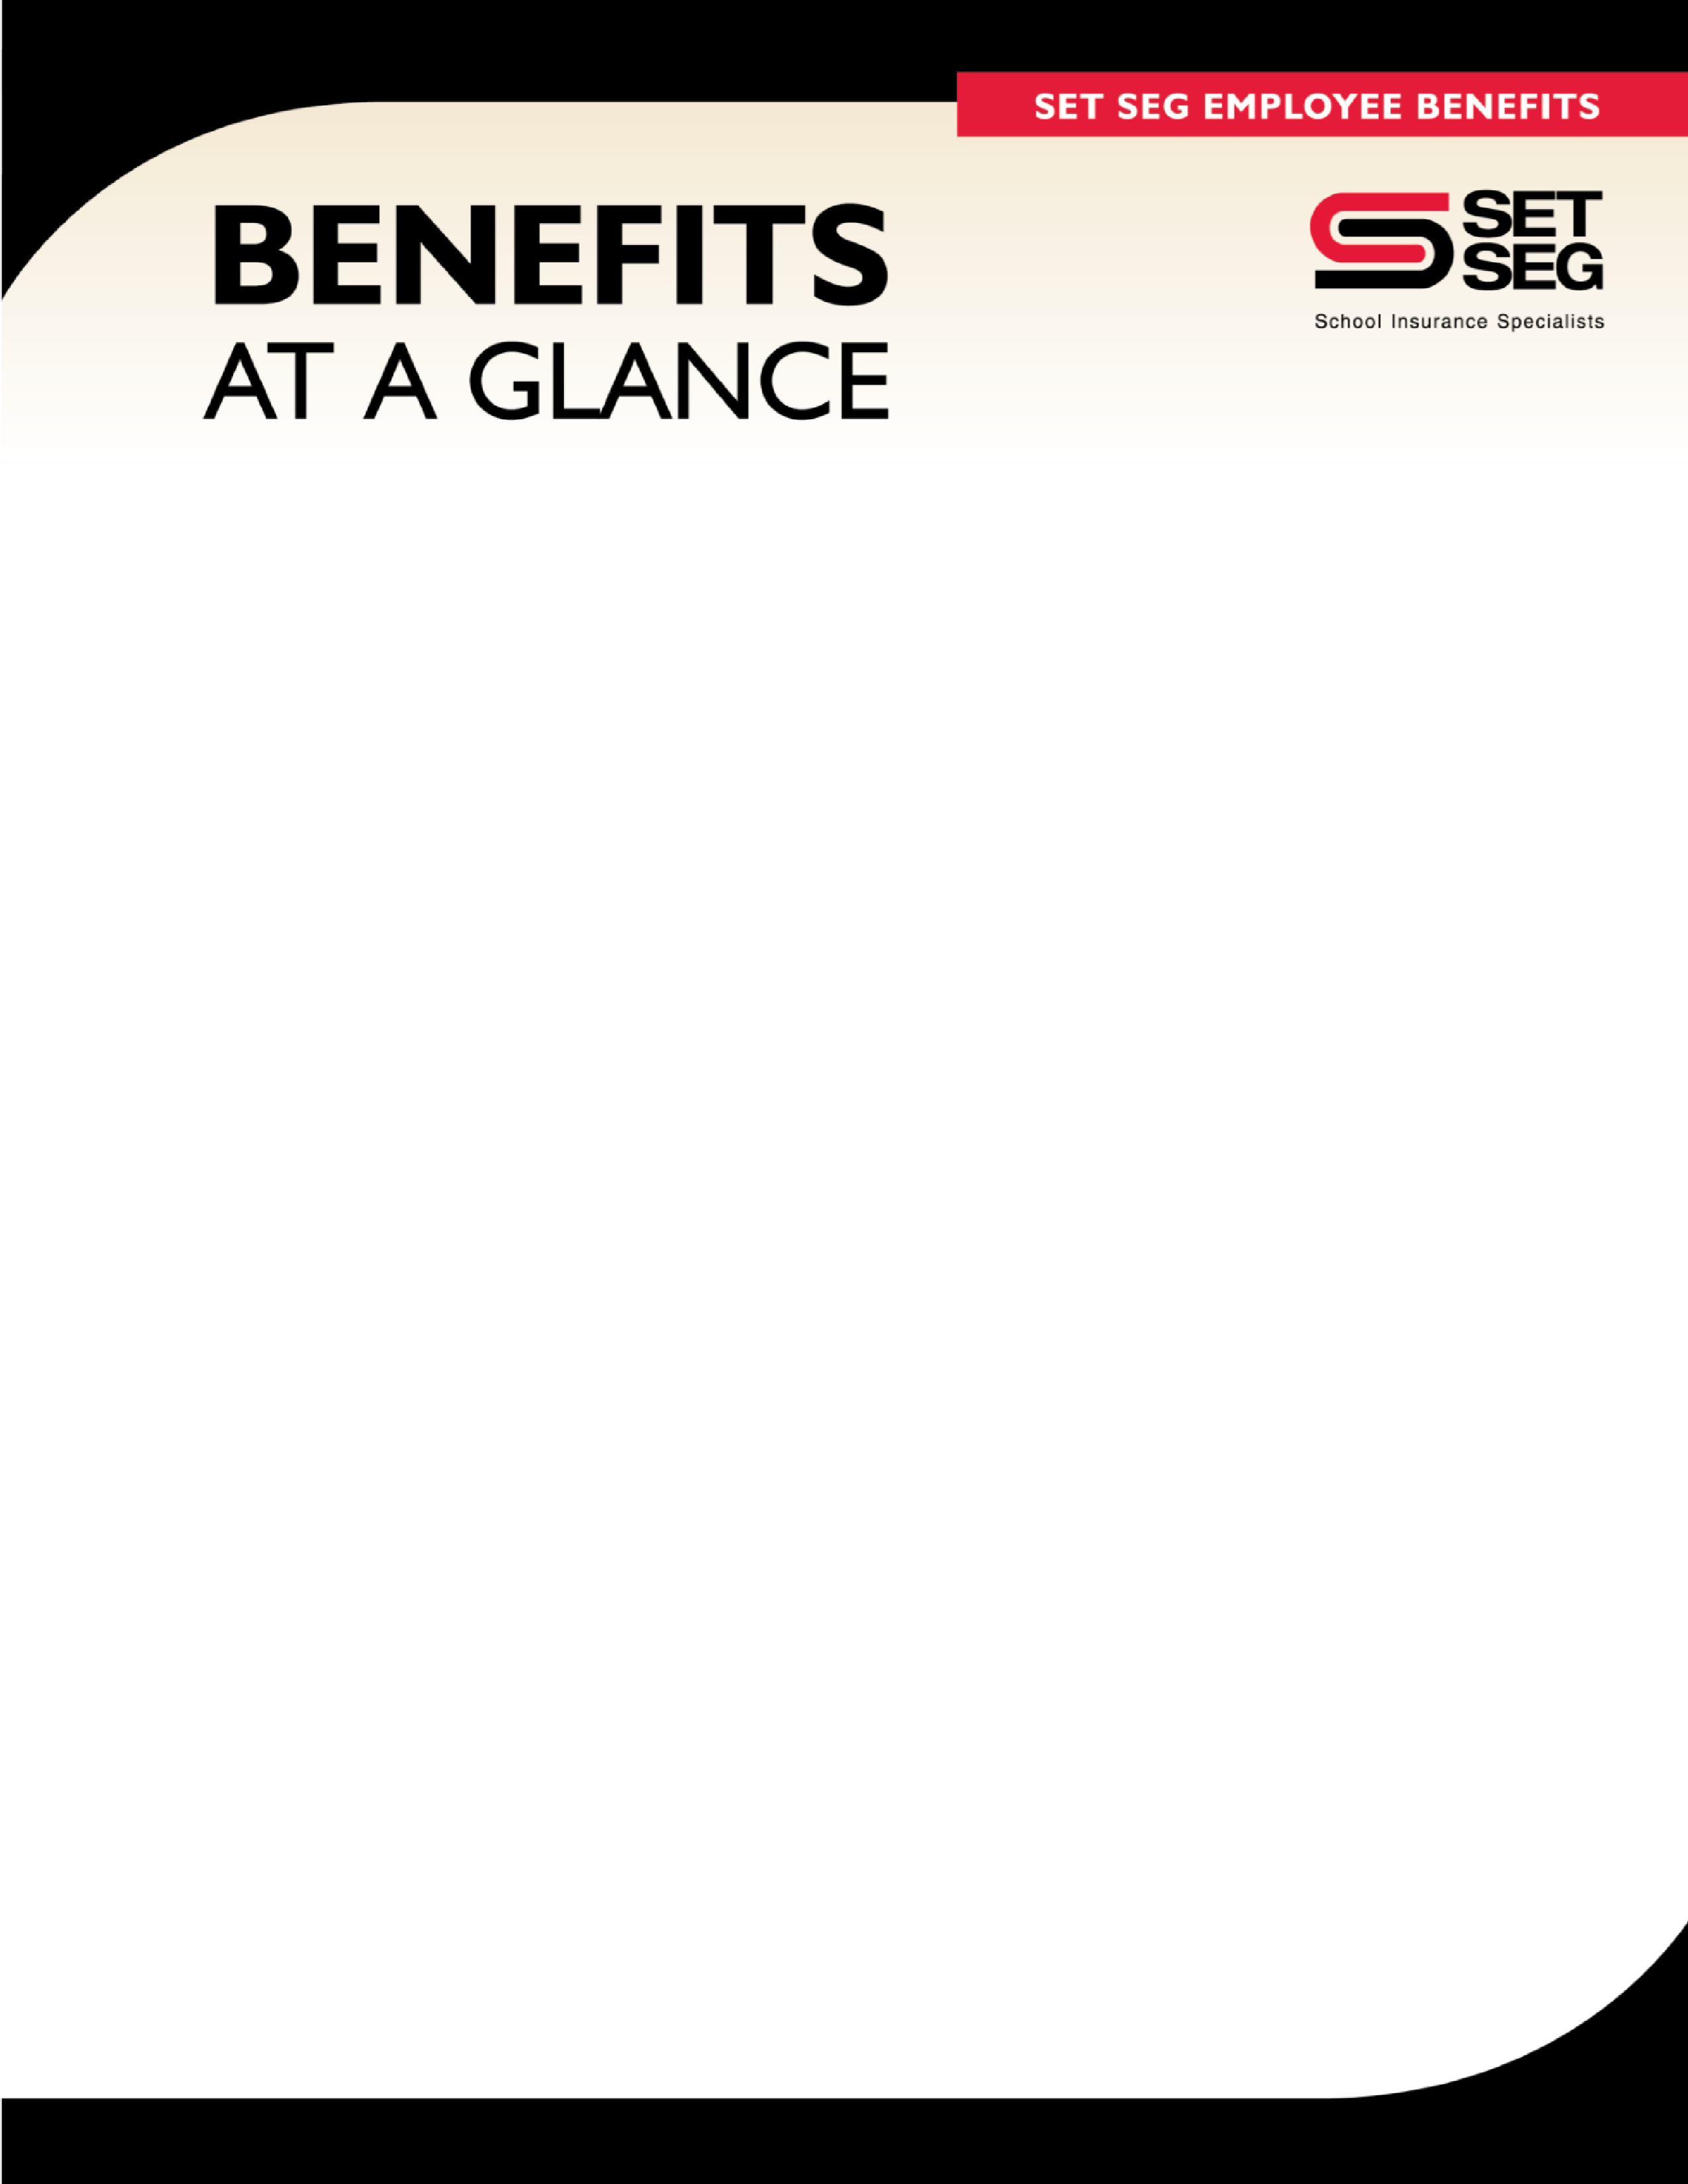 SET SEG EMPLOYEE BENEFITS
BENEFITS
AT A GLANCE
SET
SEG
School Insurance Specialists